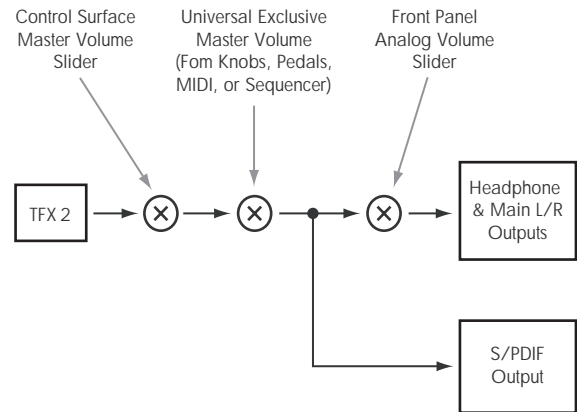 Control Surface
Master Volume
Slider
Universal Exclusive
Master Volume
(Fom Knobs, Pedals,
MIDI, or Sequencer)
Front Panel
Analog Volume
Slider
TFX 2
Headphone
& Main L/R
Outputs
S/PDIF
Output